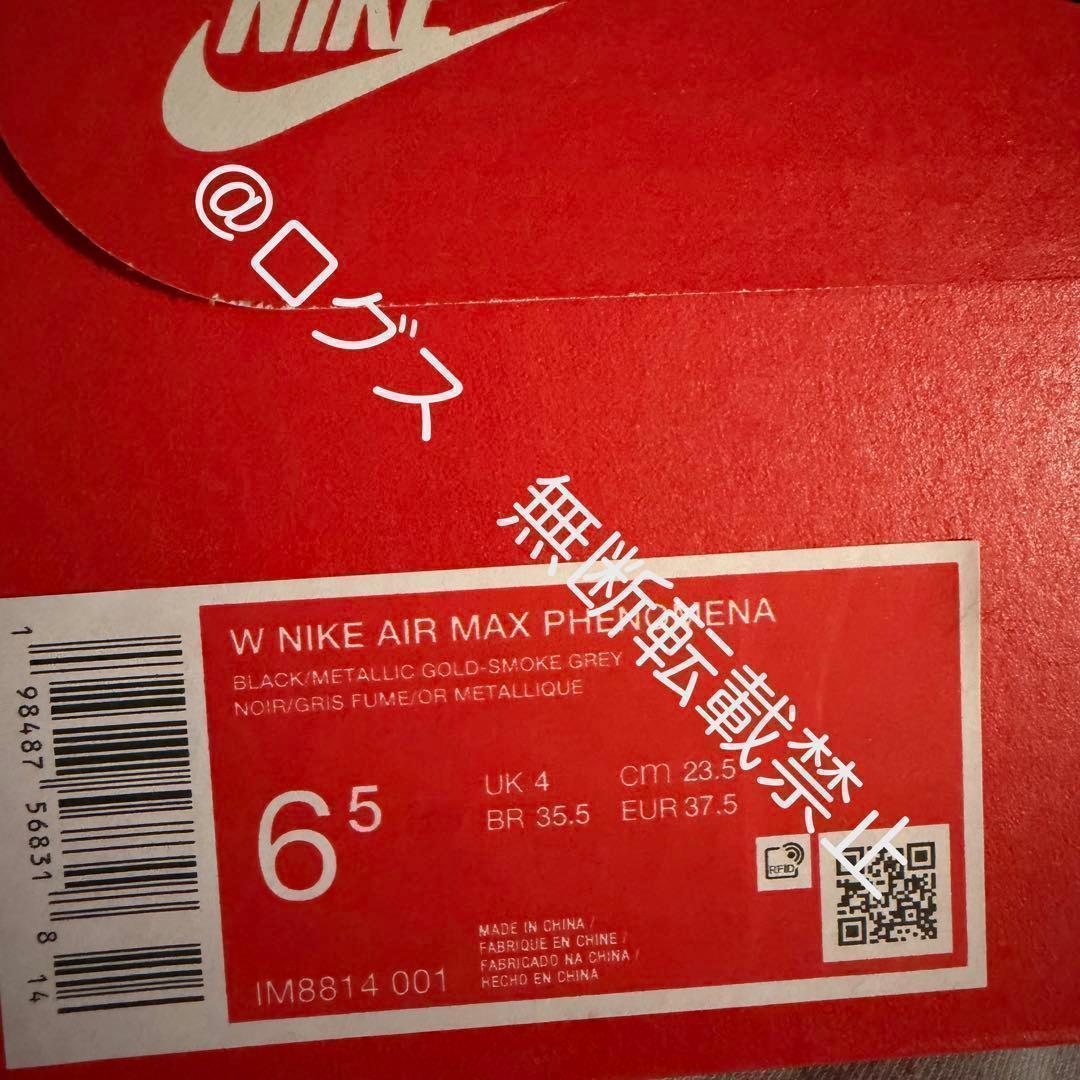 NIKE
@ログス
無断転載禁止
W NIKE AIR MAX PHENOMENA
BLACK/METALLIC GOLD-SMOKE GREY
NOIR/GRIS FUME/OR METALLIQUE
6 5
UK 4 cm 23.5
BR 35.5 EUR 37.5
RFID
MADE IN CHINA /
FABRIQUE EN CHINE /
FABRICADO NA CHINA /
HECHO EN CHINA
IM8814 001
1 98487 56831 8 14